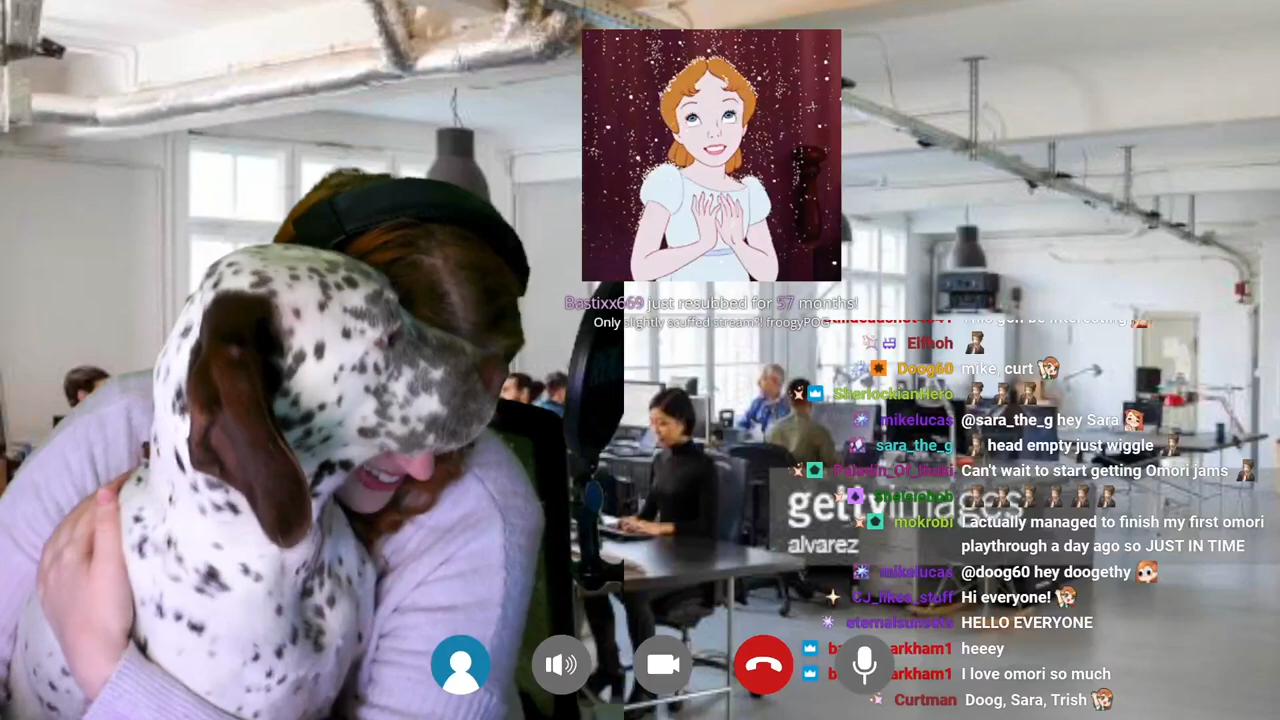 Bastixx669 just resubbed for 57 months!
Only slightly scuffed stream"! froogyPOG
Elfhoh
Doog60 mike, curt
SherlockianHero
mikelucas @sara_the_g hey Sara
sara_the_g head empty just wiggle
Can't wait to start getting Omori jams
gettyimages
alvarez
mokrobi I actually managed to finish my first omori
playthrough a day ago so JUST IN TIME
mikelucas @doog60 hey doogethy
CJ_likes_stuff Hi everyone!
eternalsunsets HELLO EVERYONE
arkham1 heeey
arkham1 I love omori so much
Curtman Doog, Sara, Trish